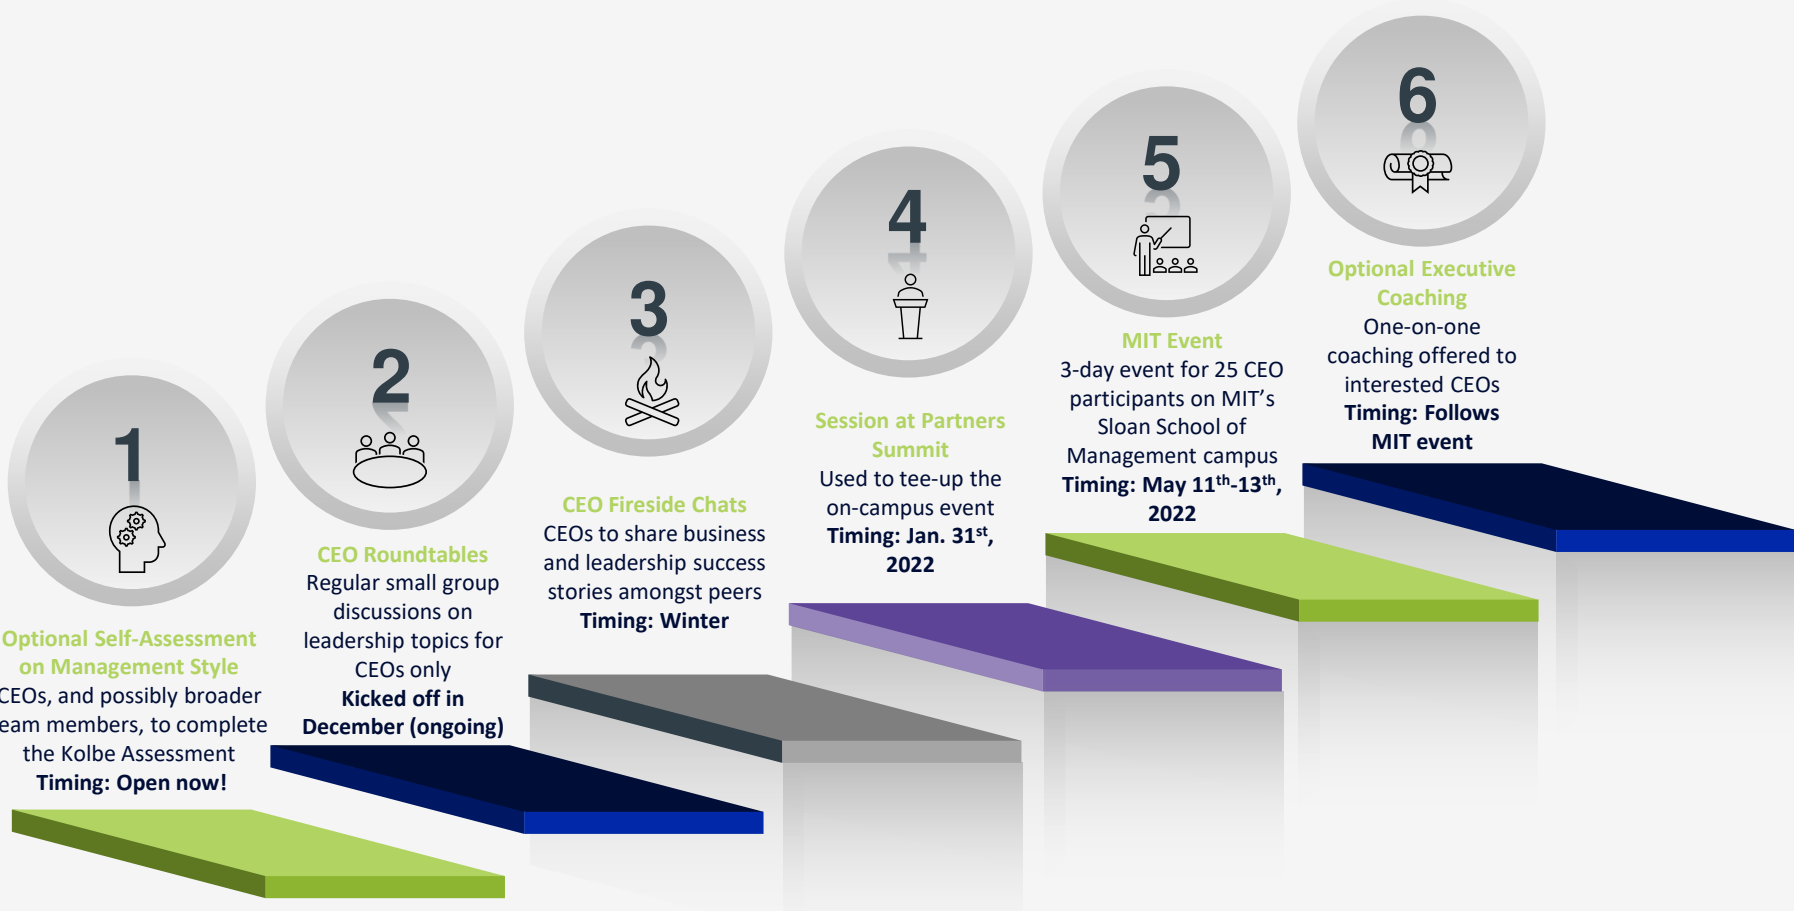 1
Optional Self-Assessment
on Management Style
CEOs, and possibly broader
team members, to complete
the Kolbe Assessment
Timing: Open now!
2
CEO Roundtables
Regular small group
discussions on
leadership topics for
CEOs only
Kicked off in
December (ongoing)
3
CEO Fireside Chats
CEOs to share business
and leadership success
stories amongst peers
Timing: Winter
4
Session at Partners
Summit
Used to tee-up the
on-campus event
Timing: Jan. 31st,
2022
5
MIT Event
3-day event for 25 CEO
participants on MIT’s
Sloan School of
Management campus
Timing: May 11th-13th,
2022
6
Optional Executive
Coaching
One-on-one
coaching offered to
interested CEOs
Timing: Follows
MIT event